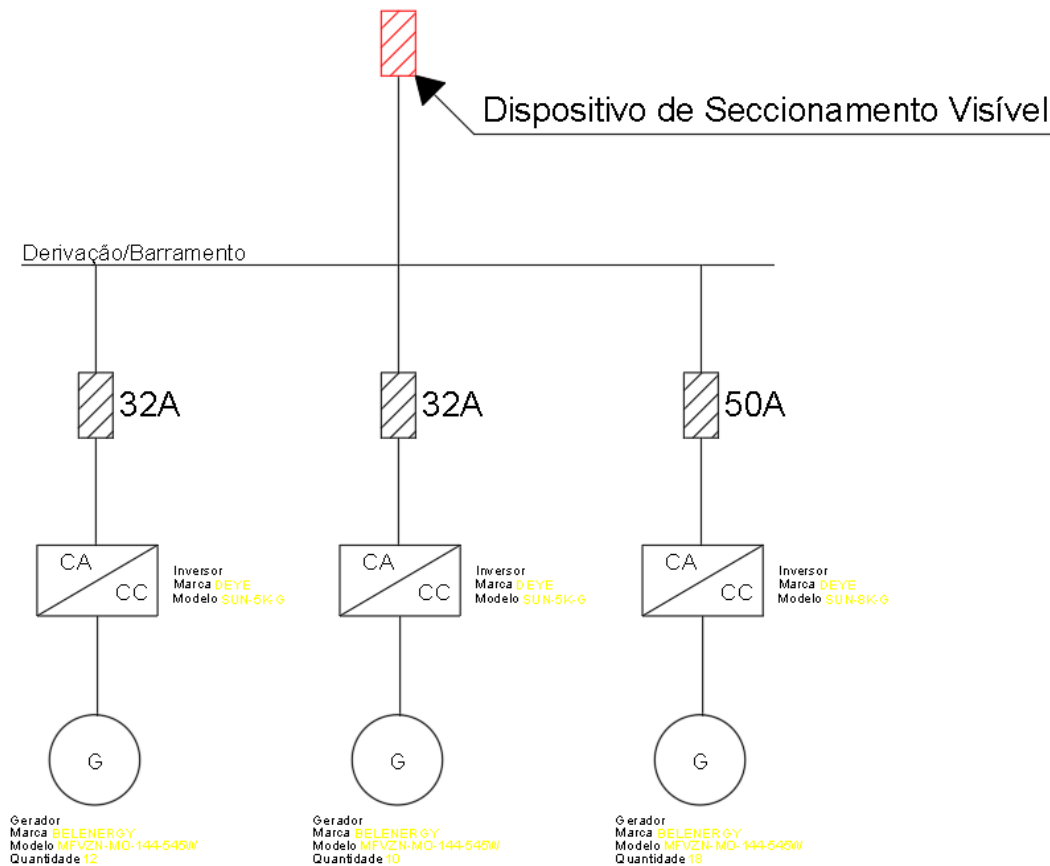 Dispositivo de Seccionamento Visível
Derivação/Barramento
32A
32A
50A
CA
CC
Inversor
Marca DEYE
Modelo SUN-5K-G
CA
CC
Inversor
Marca DEYE
Modelo SUN-5K-G
CA
CC
Inversor
Marca DEYE
Modelo SUN-8K-G
G
G
G
Gerador
Marca BELENERGY
Modelo MFVZN-MO-144-545W
Quantidade 12
Gerador
Marca BELENERGY
Modelo MFVZN-MO-144-545W
Quantidade 10
Gerador
Marca BELENERGY
Modelo MFVZN-MO-144-545W
Quantidade 18